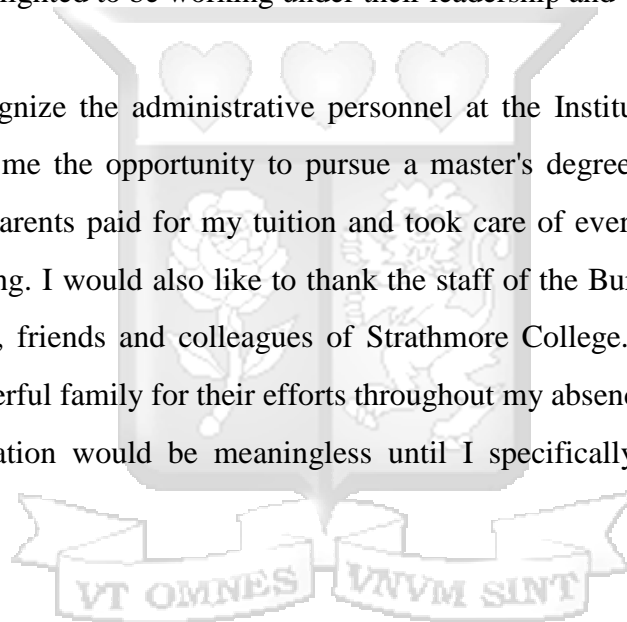 lighted to be working under their leadership and
ognize the administrative personnel at the Institu
me the opportunity to pursue a master's degree
arents paid for my tuition and took care of ever
ng. I would also like to thank the staff of the Bu
, friends and colleagues of Strathmore College.
erful family for their efforts throughout my absenc
ation would be meaningless until I specifically
VT OMNES VNVM SINT